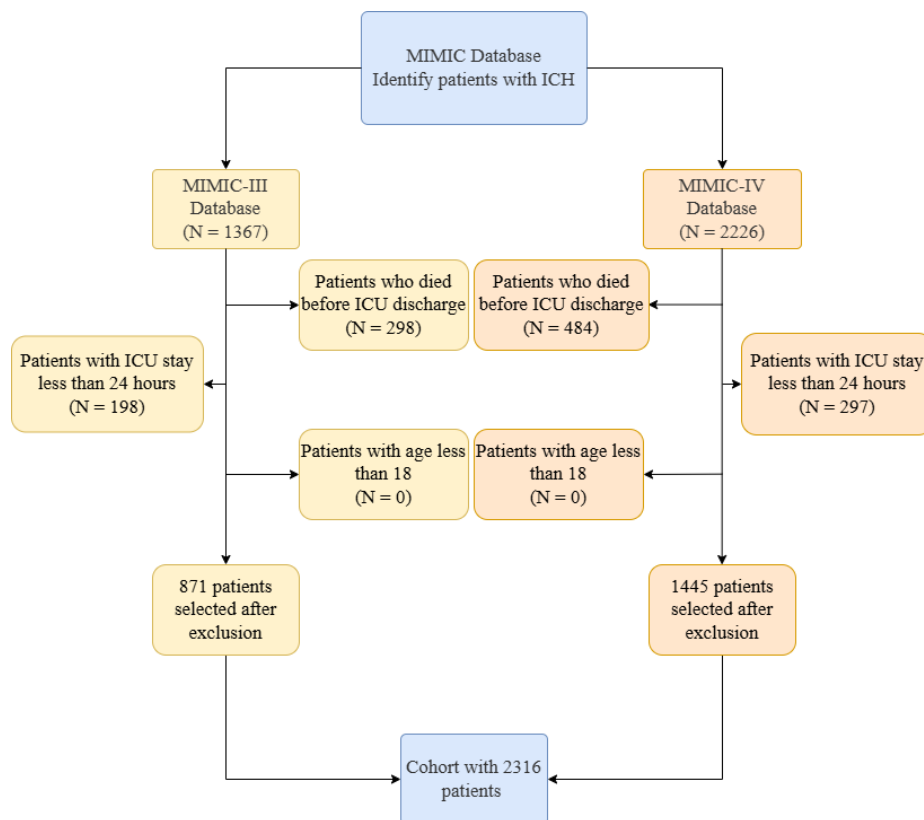 MIMIC Database
Identify patients with ICH
MIMIC-III
Database
(N = 1367)
MIMIC-IV
Database
(N = 2226)
Patients who died
before ICU discharge
(N = 298)
Patients who died
before ICU discharge
(N = 484)
Patients with ICU stay
less than 24 hours
(N = 198)
Patients with ICU stay
less than 24 hours
(N = 297)
Patients with age less
than 18
(N = 0)
Patients with age less
than 18
(N = 0)
871 patients
selected after
exclusion
1445 patients
selected after
exclusion
Cohort with 2316
patients